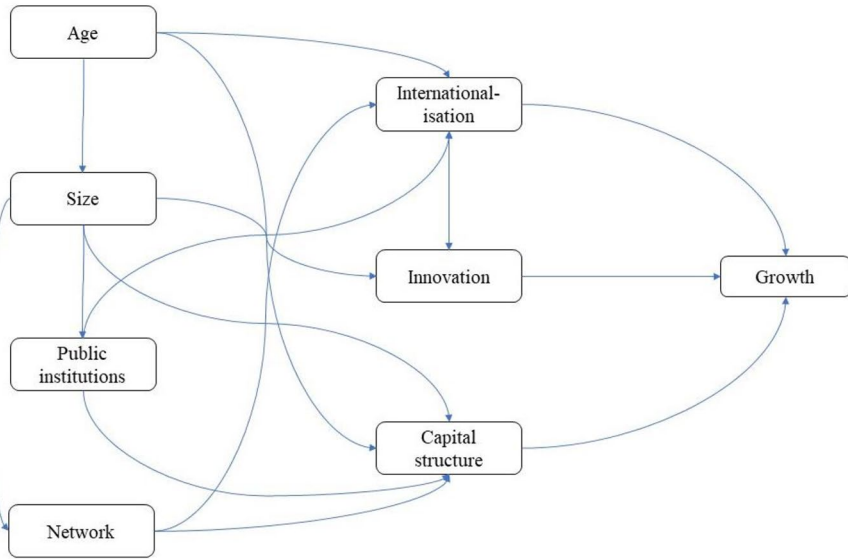 Age
International-
isation
Size
Innovation
Growth
Public
institutions
Capital
structure
Network